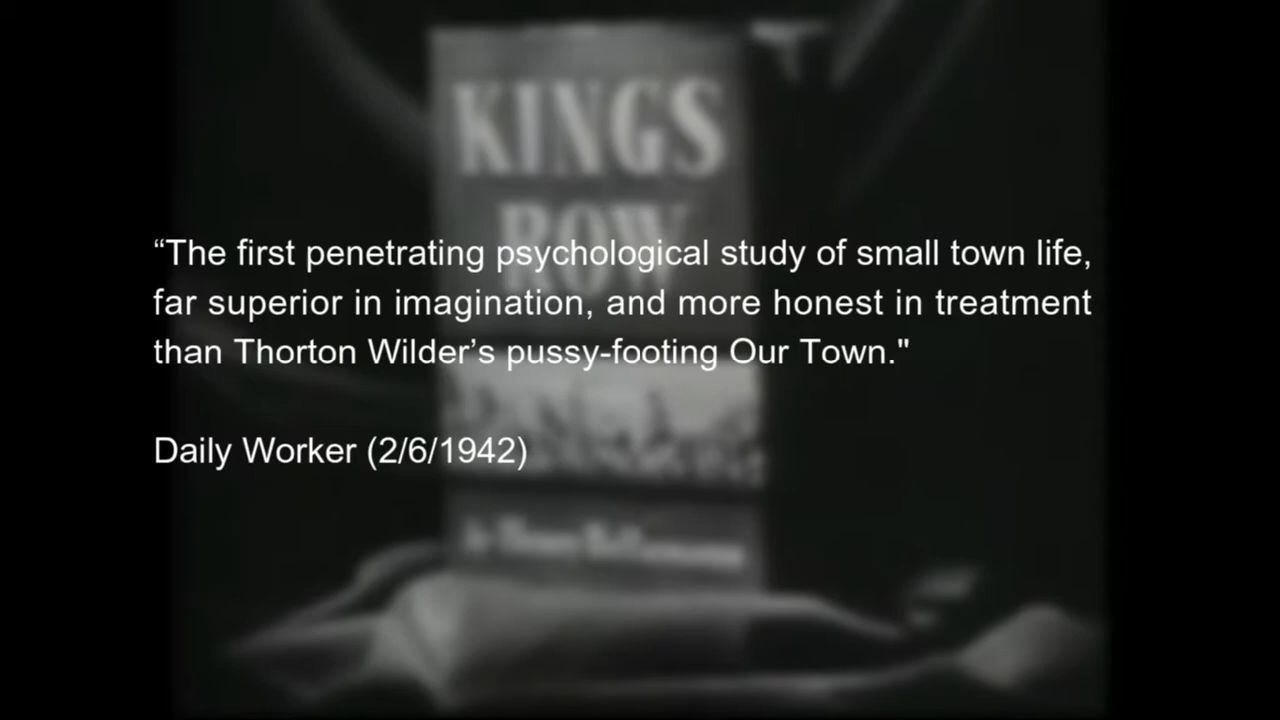 KINGS
ROW
“The first penetrating psychological study of small town life,
far superior in imagination, and more honest in treatment
than Thorton Wilder’s pussy-footing Our Town."
Daily Worker (2/6/1942)